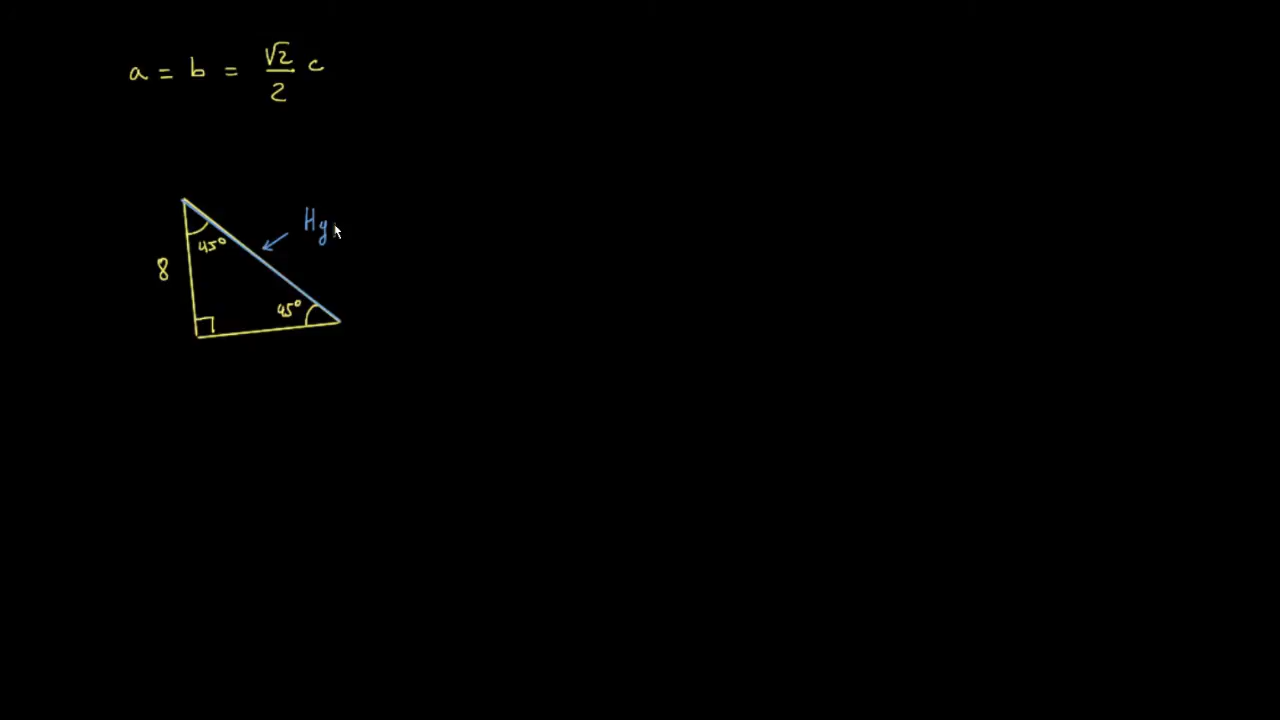 a = b = √2/2 c
Hy
45°
8
45°